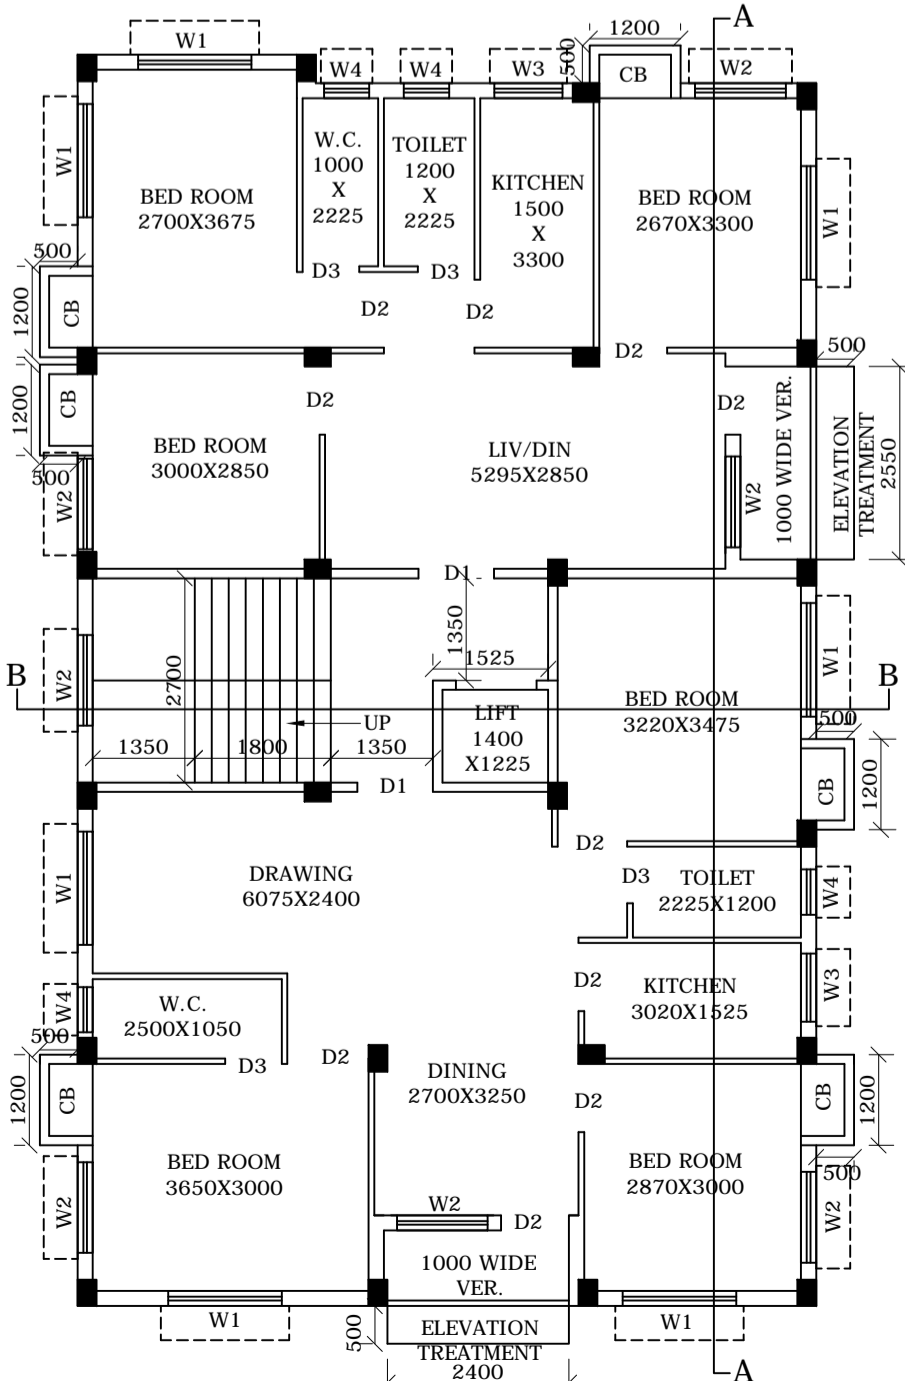 A
1200
W1
500
W4
W4
W3
CB
W2
W1
BED ROOM
2700X3675
W.C.
1000
X
2225
TOILET
1200
X
2225
KITCHEN
1500
X
3300
BED ROOM
2670X3300
W1
500
D3
D3
1200
CB
D2
D2
D2
500
1200
CB
D2
D2
BED ROOM
3000X2850
LIV/DIN
5295X2850
W2
1000 WIDE VER.
ELEVATION
TREATMENT
2550
500
W2
D1
1350
2700
1525
W1
B
W2
BED ROOM
3220X3475
B
LIFT
1400
X1225
UP
500
1350
1800
1350
CB
1200
D1
D2
W1
DRAWING
6075X2400
D3
TOILET
2225X1200
W4
W4
W.C.
2500X1050
D2
KITCHEN
3020X1525
W3
500
D3
D2
1200
CB
DINING
2700X3250
D2
CB
1200
BED ROOM
3650X3000
BED ROOM
2870X3000
500
W2
W2
D2
W2
1000 WIDE
VER.
W1
500
ELEVATION
TREATMENT
2400
W1
A